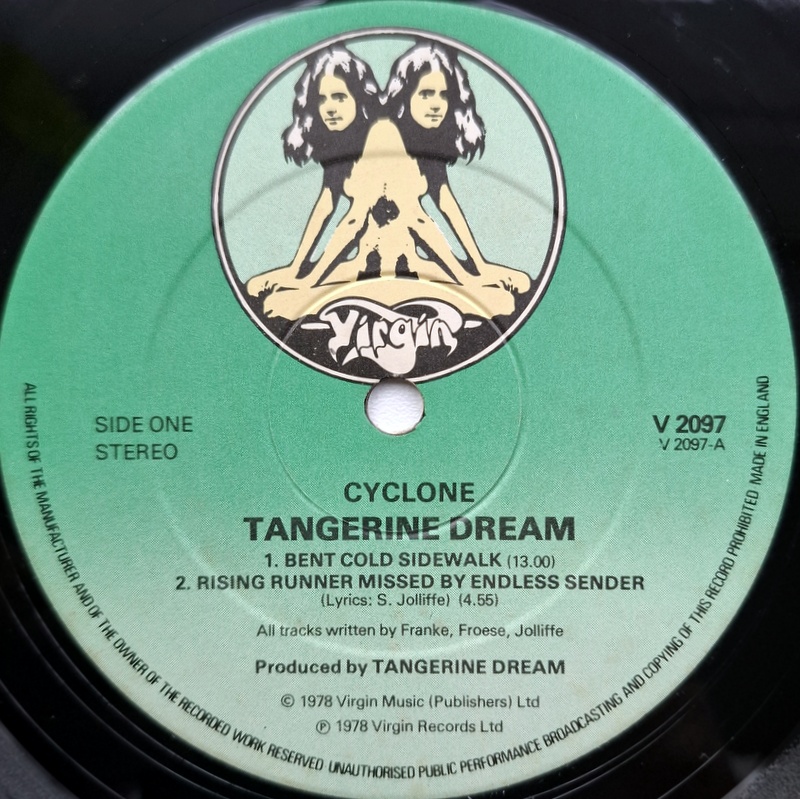 Virgin
SIDE ONE
STEREO
V 2097
V 2097-A
CYCLONE
TANGERINE DREAM
1. BENT COLD SIDEWALK (13.00)
2. RISING RUNNER MISSED BY ENDLESS SENDER
(Lyrics: S. Jolliffe) (4.55)
All tracks written by Franke, Froese, Jolliffe
Produced by TANGERINE DREAM
© 1978 Virgin Music (Publishers) Ltd
℗ 1978 Virgin Records Ltd
ALL RIGHTS OF THE MANUFACTURER AND OF THE OWNER OF THE RECORDED WORK RESERVED UNAUTHORISED PUBLIC PERFORMANCE BROADCASTING AND COPYING OF THIS RECORD PROHIBITED MADE IN ENGLAND